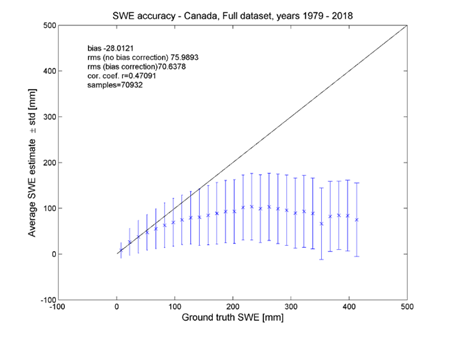 SWE accuracy - Canada, Full dataset, years 1979 - 2018
500
bias -28.0121
rms (no bias correction) 75.9893
rms (bias correction)70.6378
cor. coef. r=0.47091
samples=70932
400
300
200
100
0
-100
Average SWE estimate ± std [mm]
-100
0
100
200
300
400
500
Ground truth SWE [mm]